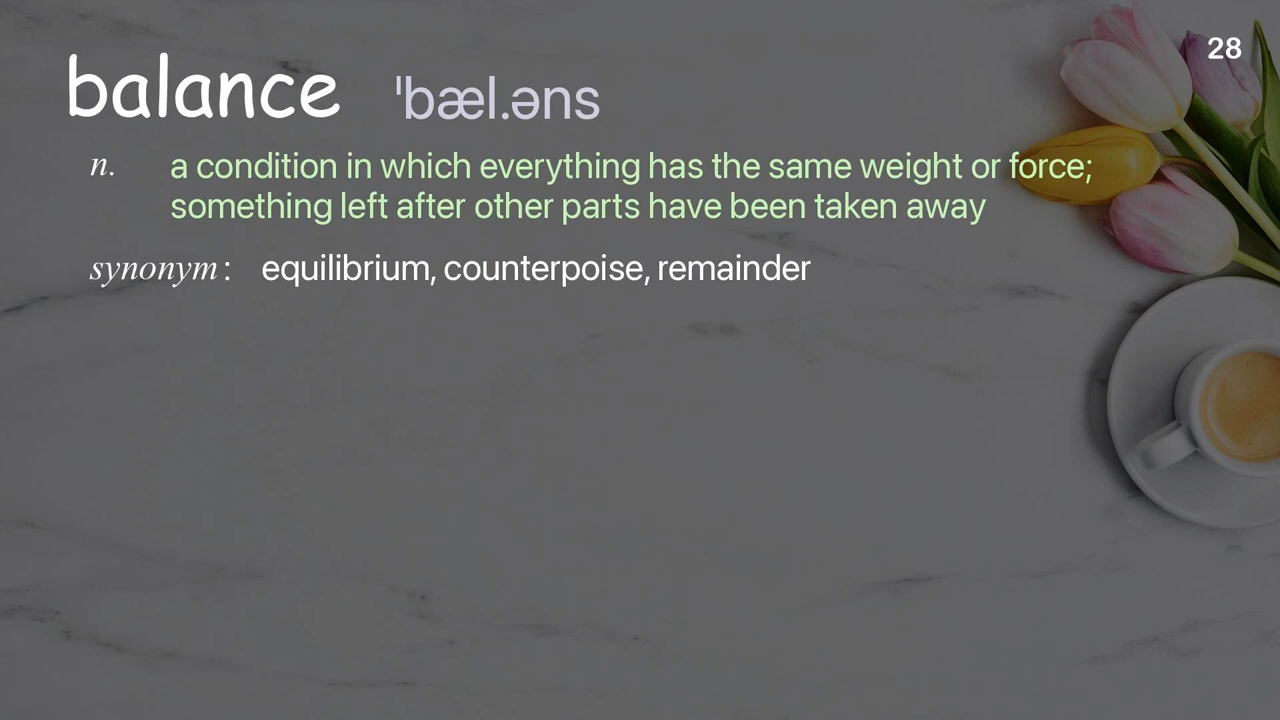 28
balance ˈbæl.əns
n. a condition in which everything has the same weight or force;
something left after other parts have been taken away
synonym : equilibrium, counterpoise, remainder